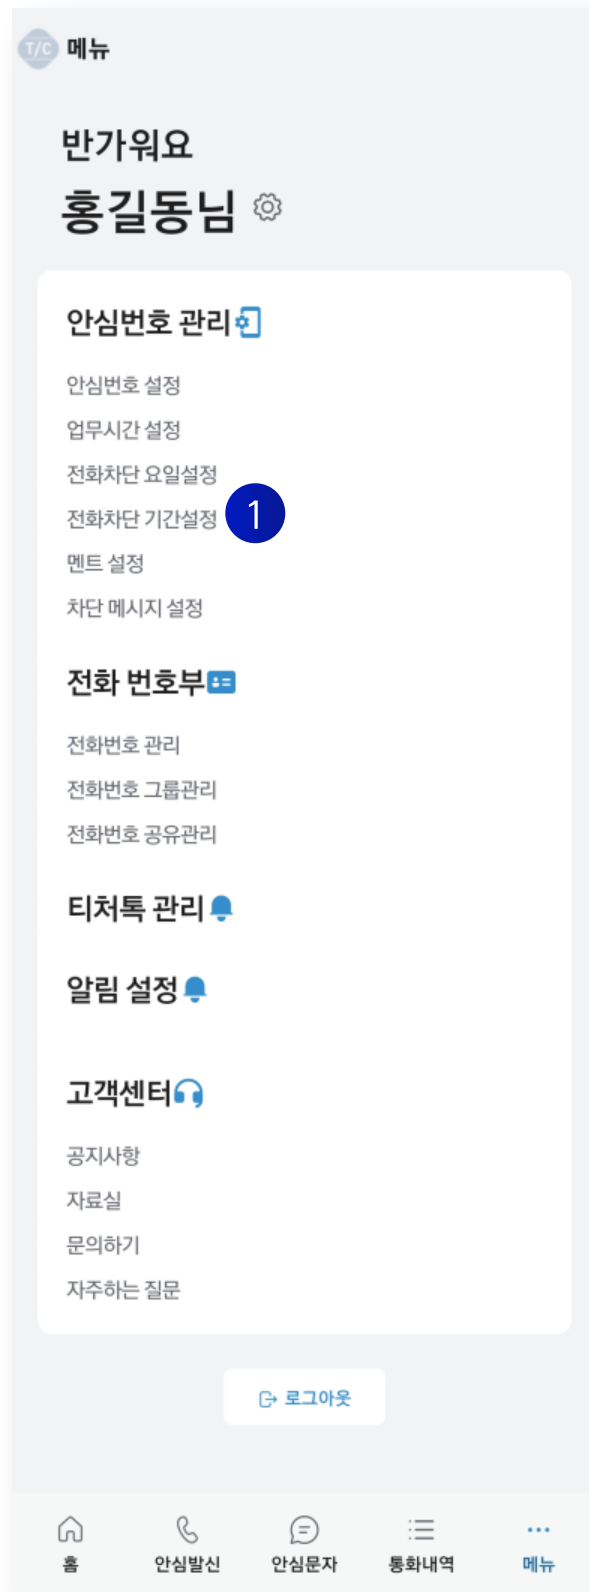 T/C 메뉴
반가워요
홍길동님
안심번호 관리
안심번호 설정
업무시간 설정
전화차단 요일설정
전화차단 기간설정 1
멘트 설정
차단 메시지 설정
전화 번호부
전화번호 관리
전화번호 그룹관리
전화번호 공유관리
티처톡 관리
알림 설정
고객센터
공지사항
자료실
문의하기
자주하는 질문
로그아웃
홈 안심발신 안심문자 통화내역 메뉴